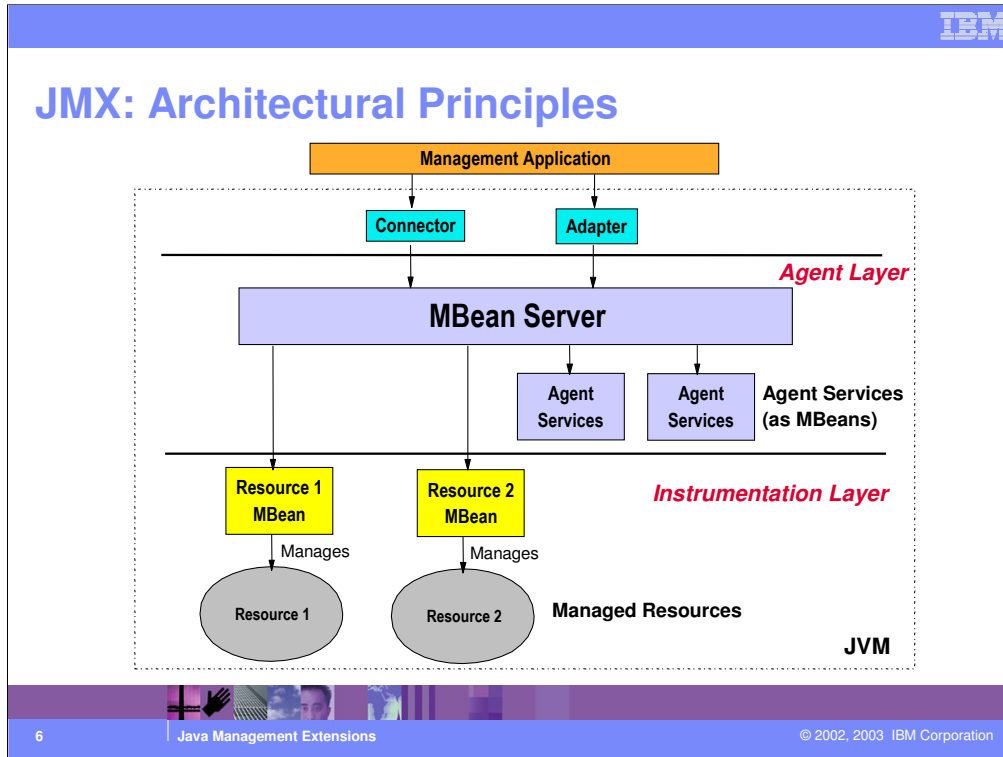 IBM
JMX: Architectural Principles
Management Application
Connector
Adapter
Agent Layer
MBean Server
Agent
Services
Agent
Services
Agent Services
(as MBeans)
Resource 1
MBean
Resource 2
MBean
Instrumentation Layer
Manages
Manages
Resource 1
Resource 2
Managed Resources
JVM
6
Java Management Extensions
© 2002, 2003 IBM Corporation